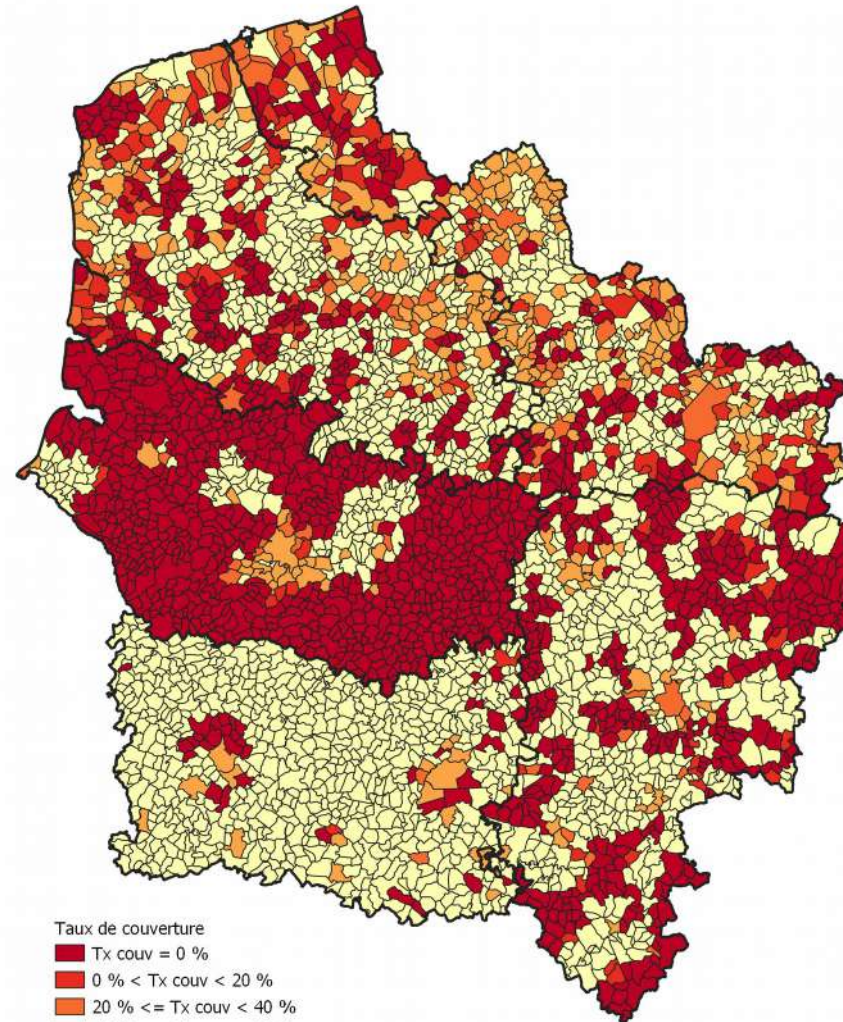 Taux de couverture
Tx couv = 0 %
0 % < Tx couv < 20 %
20 % <= Tx couv < 40 %